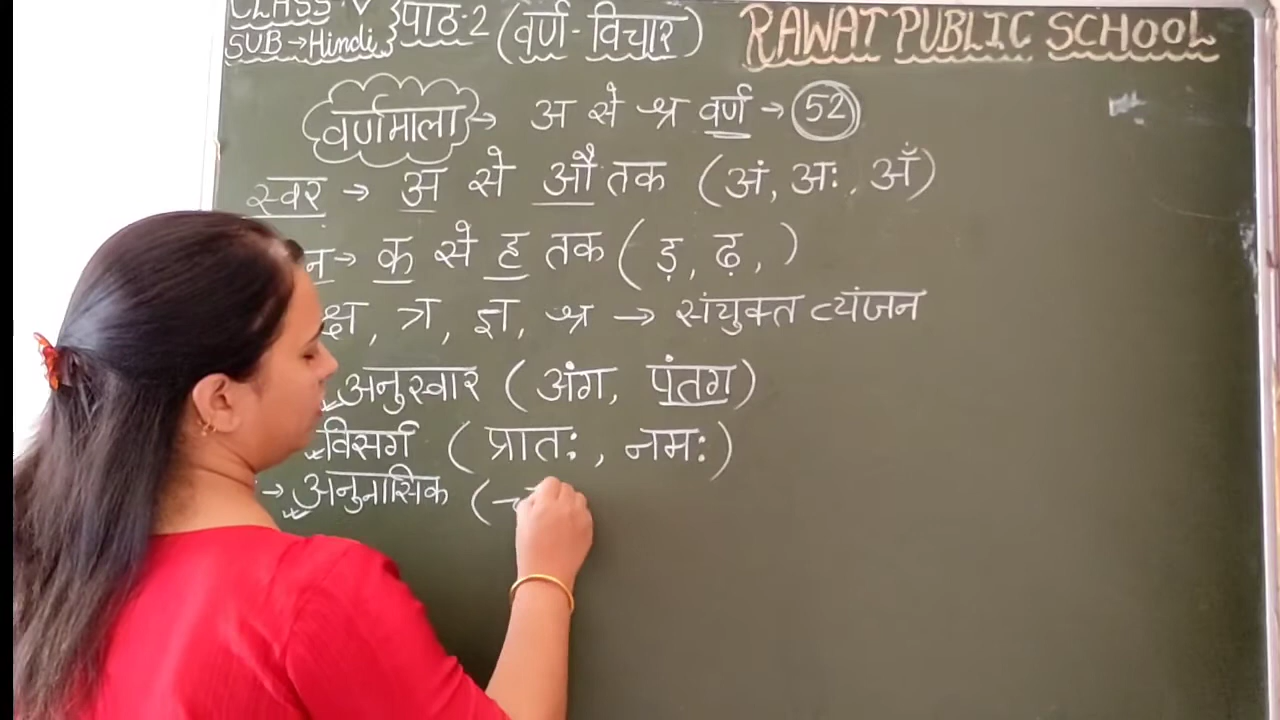 CLASS-V पाठ-2 (वर्ण-विचार) RAWAT PUBLIC SCHOOL
SUB→Hindi
वर्णमाला → अ से श्र वर्ण → 52
स्वर → अ से औ तक (अं, अः, अँ)
न→ क से ह तक ( ड़, ढ़, )
क्ष, त्र, ज्ञ, श्र → संयुक्त व्यंजन
अनुस्वार (अंग, पंतग)
विसर्ग (प्रातः, नमः)
→ अनुनासिक (